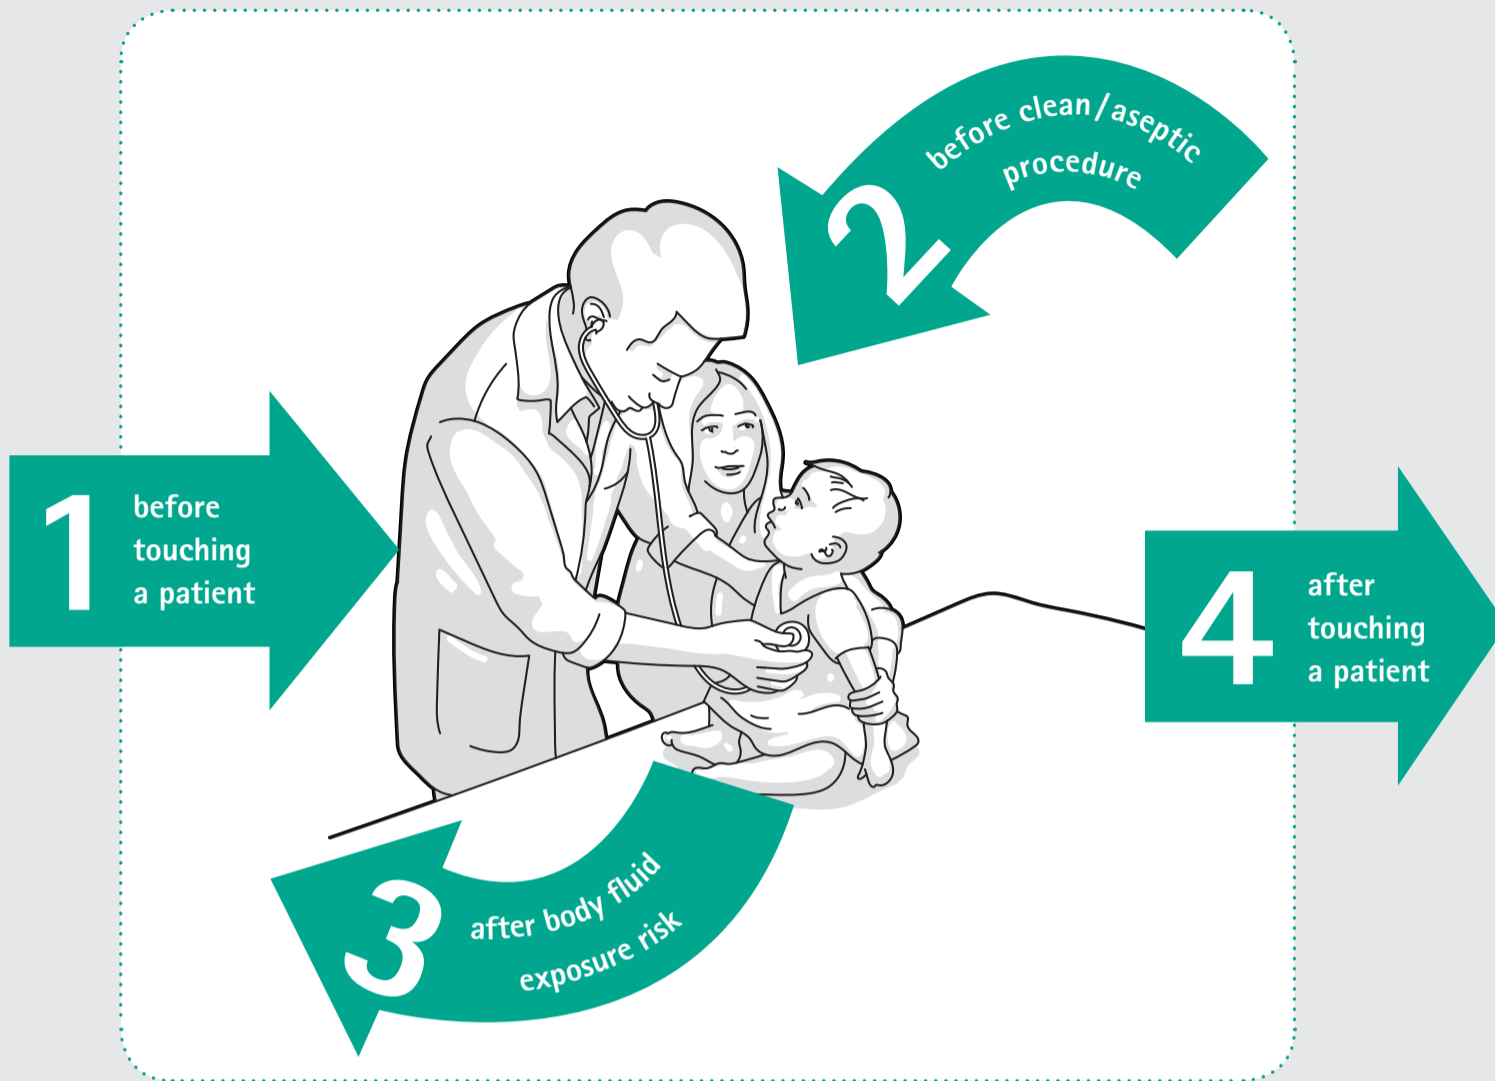 1
before
touching
a patient
2
before clean/aseptic
procedure
3
after body fluid
exposure risk
4
after
touching
a patient